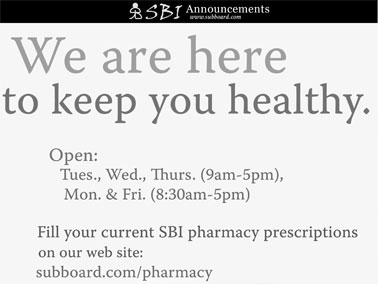 SBI Announcements
www.subboard.com
We are here
to keep you healthy.
Open:
Tues., Wed., Thurs. (9am-5pm),
Mon. & Fri. (8:30am-5pm)
Fill your current SBI pharmacy prescriptions
on our web site:
subboard.com/pharmacy